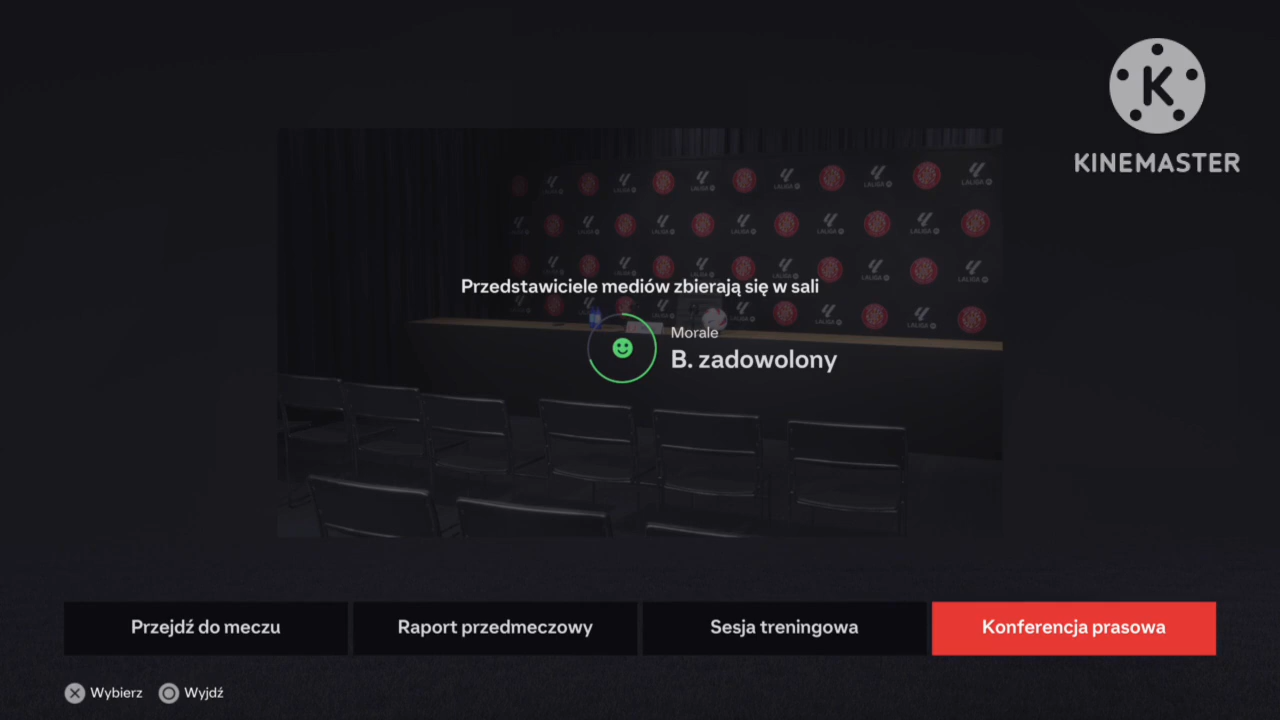 KINEMASTER
Przedstawiciele mediów zbierają się w sali
Morale
B. zadowolony
Przejdź do meczu
Raport przedmeczowy
Sesja treningowa
Konferencja prasowa
Wybierz
Wyjdź
LALIGA